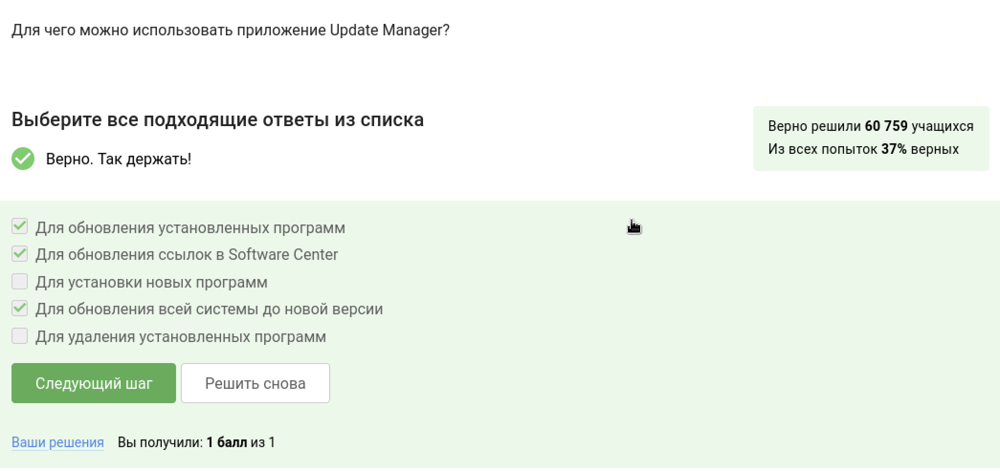 Для чего можно использовать приложение Update Manager?
Выберите все подходящие ответы из списка
Верно решили 60 759 учащихся
Из всех попыток 37% верных
Верно. Так держать!
Для обновления установленных программ
Для обновления ссылок в Software Center
Для установки новых программ
Для обновления всей системы до новой версии
Для удаления установленных программ
Следующий шаг
Решить снова
Ваши решения Вы получили: 1 балл из 1